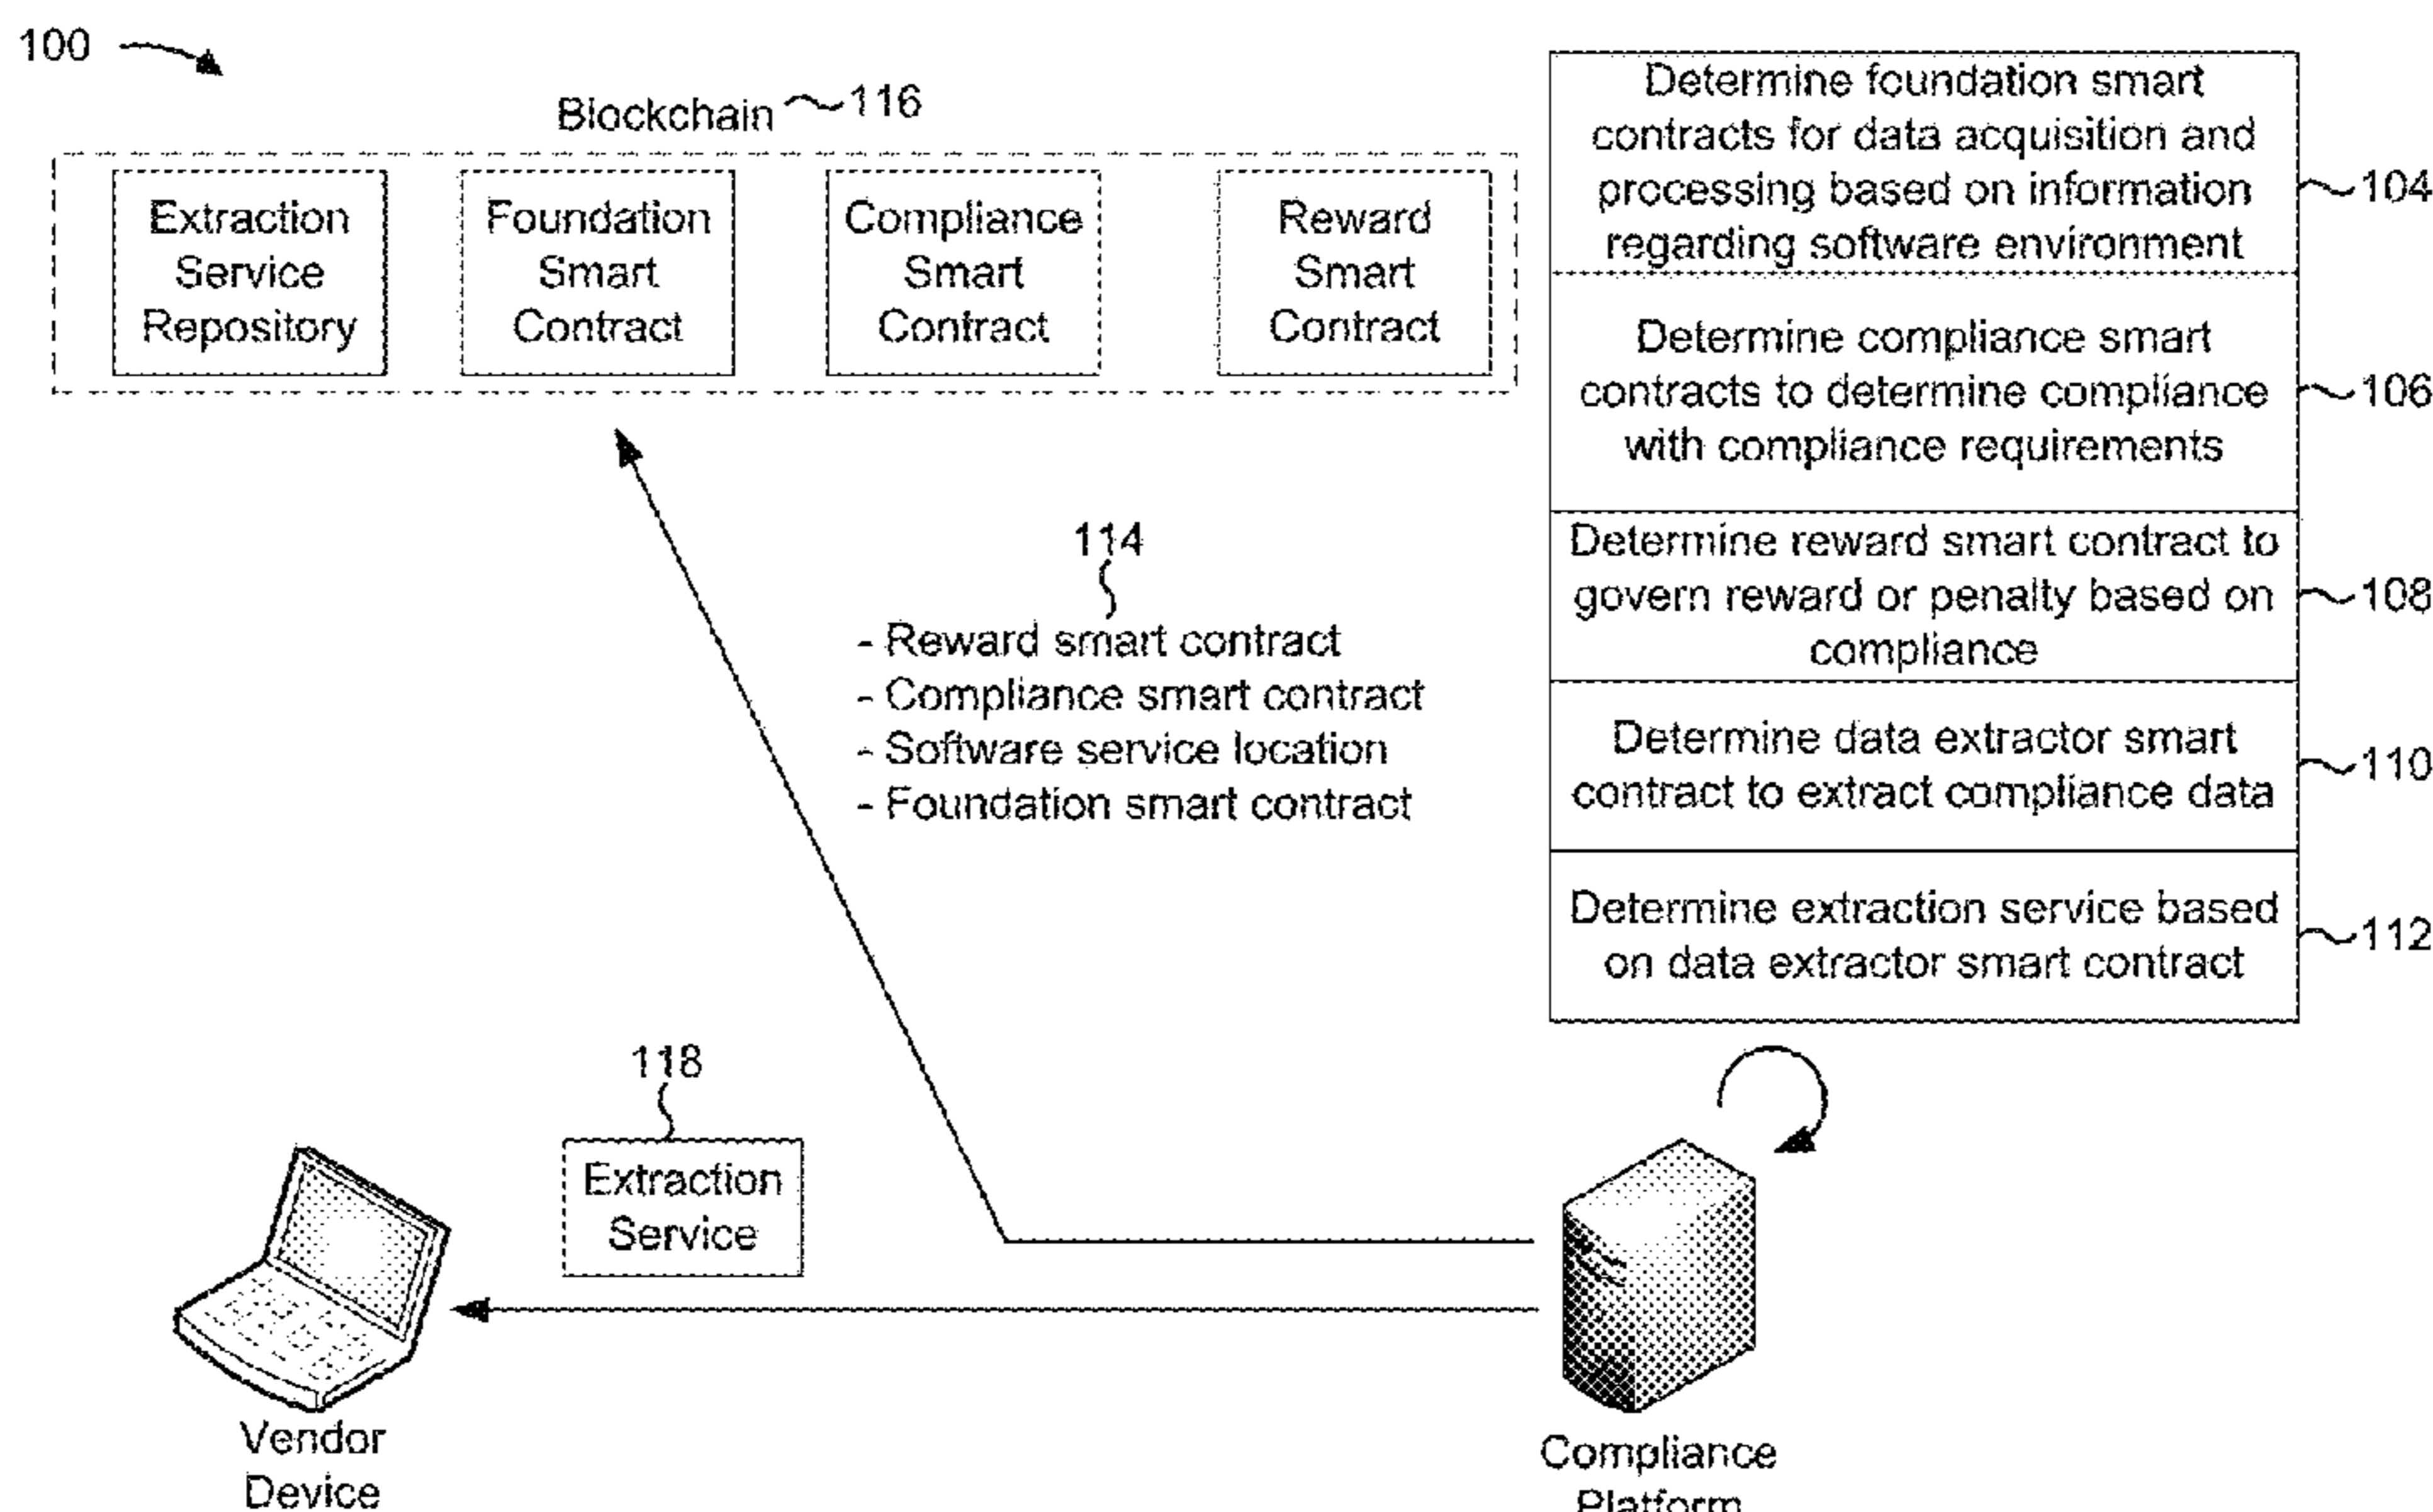 100
Blockchain 116
Extraction
Service
Repository
Foundation
Smart
Contract
Compliance
Smart
Contract
Reward
Smart
Contract
Determine foundation smart
contracts for data acquisition and
processing based on information
regarding software environment
104
Determine compliance smart
contracts to determine compliance
with compliance requirements
106
Determine reward smart contract to
govern reward or penalty based on
compliance
108
Determine data extractor smart
contract to extract compliance data
110
Determine extraction service based
on data extractor smart contract
112
114
- Reward smart contract
- Compliance smart contract
- Software service location
- Foundation smart contract
118
Extraction
Service
Vendor
Device
Compliance
Platform